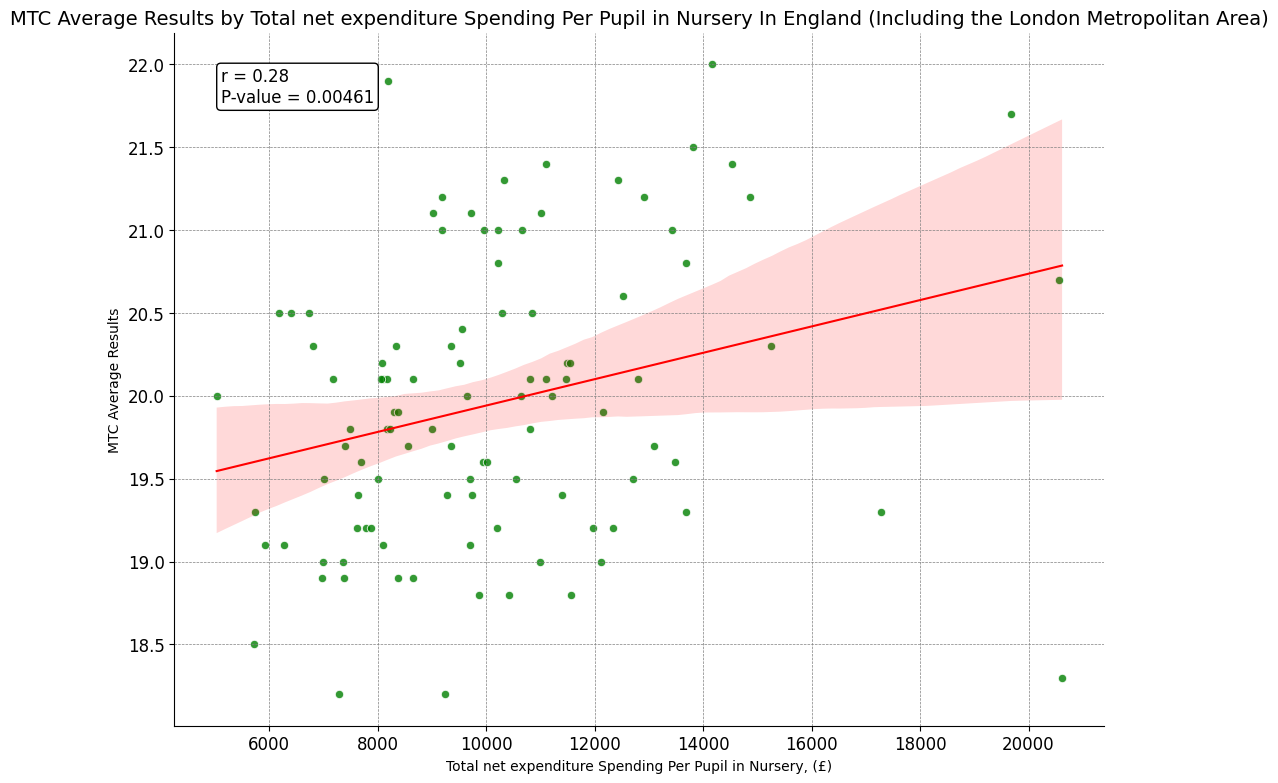 MTC Average Results by Total net expenditure Spending Per Pupil in Nursery In England (Including the London Metropolitan Area)
r = 0.28
P-value = 0.00461
MTC Average Results
22.0
21.5
21.0
20.5
20.0
19.5
19.0
18.5
6000 8000 10000 12000 14000 16000 18000 20000
Total net expenditure Spending Per Pupil in Nursery, (£)